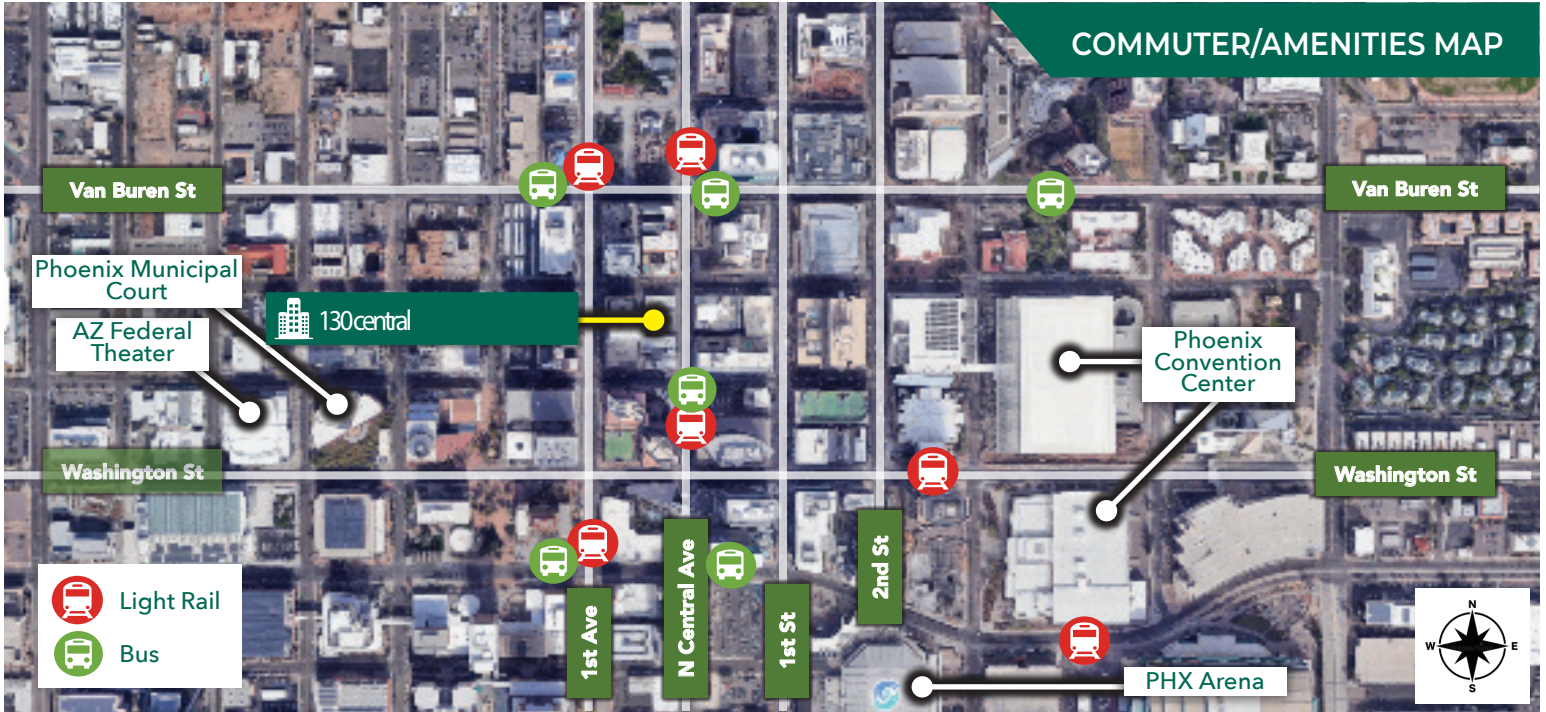 COMMUTER/AMENITIES MAP
Van Buren St
Van Buren St
Phoenix Municipal
Court
130central
AZ Federal
Theater
Phoenix
Convention
Center
Washington St
Washington St
Light Rail
Bus
1st Ave
N Central Ave
1st St
2nd St
PHX Arena
N
W
E
S